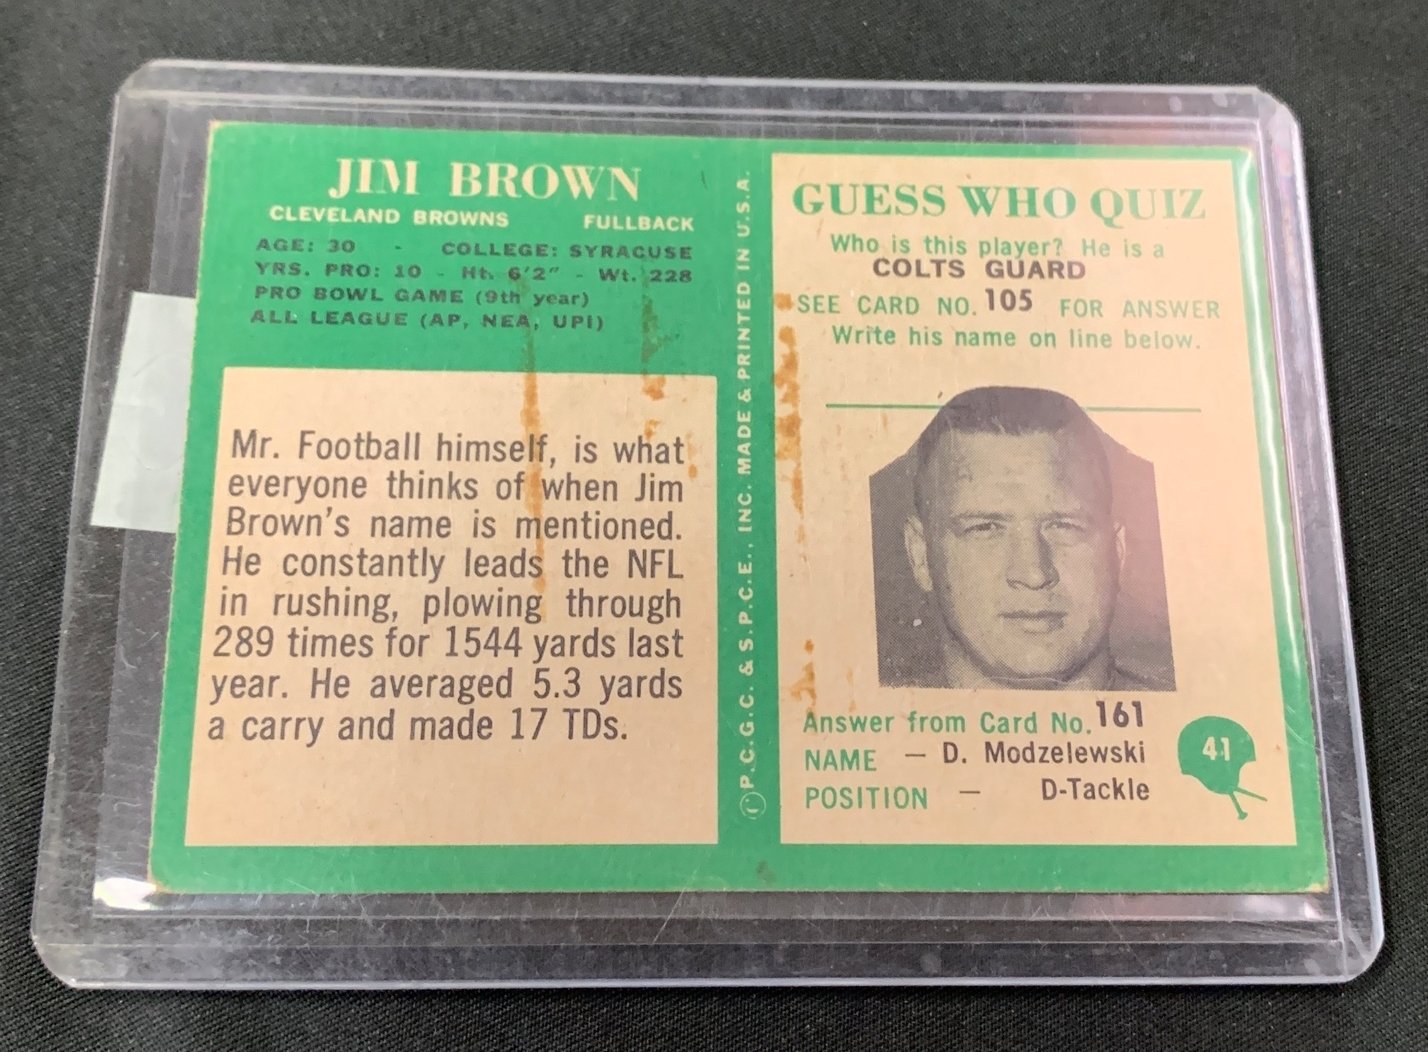 JIM BROWN
CLEVELAND BROWNS FULLBACK
AGE: 30 - COLLEGE: SYRACUSE
YRS. PRO: 10 - Ht. 6'2" - Wt. 228
PRO BOWL GAME (9th year)
ALL LEAGUE (AP, NEA, UPI)
Mr. Football himself, is what
everyone thinks of when Jim
Brown's name is mentioned.
He constantly leads the NFL
in rushing, plowing through
289 times for 1544 yards last
year. He averaged 5.3 yards
a carry and made 17 TDs.
©P.C.G.C. & S.P.C.E., INC. MADE & PRINTED IN U.S.A.
GUESS WHO QUIZ
Who is this player? He is a
COLTS GUARD
SEE CARD NO. 105 FOR ANSWER
Write his name on line below.
Answer from Card No. 161
NAME — D. Modzelewski
POSITION — D-Tackle
41